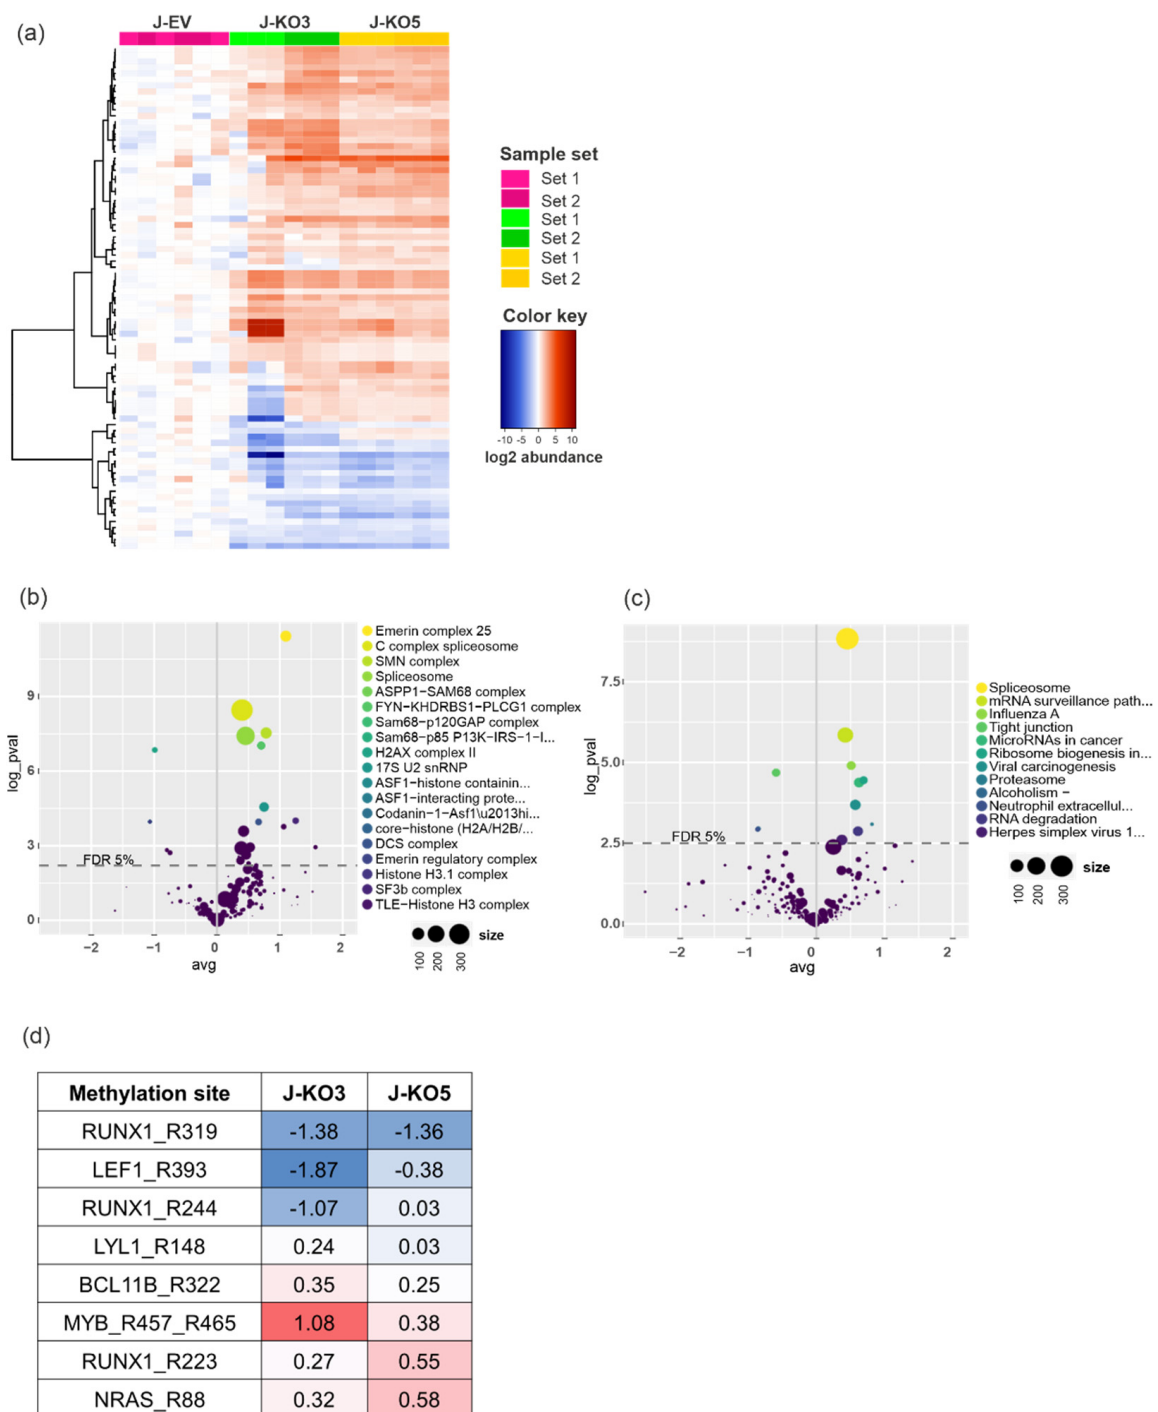 (a)
J-EV J-KO3 J-KO5
Sample set
Set 1
Set 2
Set 1
Set 2
Set 1
Set 2
Color key
-10 -5 0 5 10
log2 abundance
(b)
log_pval
9
6
3
0
FDR 5%
-2 -1 0 1 2
avg
Emerin complex 25
C complex spliceosome
SMN complex
Spliceosome
ASPP1-SAM68 complex
FYN-KHDRBS1-PLCG1 complex
Sam68-p120GAP complex
Sam68-p85 P13K-IRS-1-I...
H2AX complex II
17S U2 snRNP
ASF1-histone containin...
ASF1-interacting prote...
Codanin-1-Asf1\u2013hi...
core-histone (H2A/H2B/...
DCS complex
Emerin regulatory complex
Histone H3.1 complex
SF3b complex
TLE-Histone H3 complex
size
100 200 300
(c)
log_pval
7.5
5.0
2.5
0.0
FDR 5%
-2 -1 0 1 2
avg
Spliceosome
mRNA surveillance path...
Influenza A
Tight junction
MicroRNAs in cancer
Ribosome biogenesis in...
Viral carcinogenesis
Proteasome
Alcoholism -
Neutrophil extracellul...
RNA degradation
Herpes simplex virus 1...
size
100 200 300
(d)
Methylation site J-KO3 J-KO5
RUNX1_R319 -1.38 -1.36
LEF1_R393 -1.87 -0.38
RUNX1_R244 -1.07 0.03
LYL1_R148 0.24 0.03
BCL11B_R322 0.35 0.25
MYB_R457_R465 1.08 0.38
RUNX1_R223 0.27 0.55
NRAS_R88 0.32 0.58